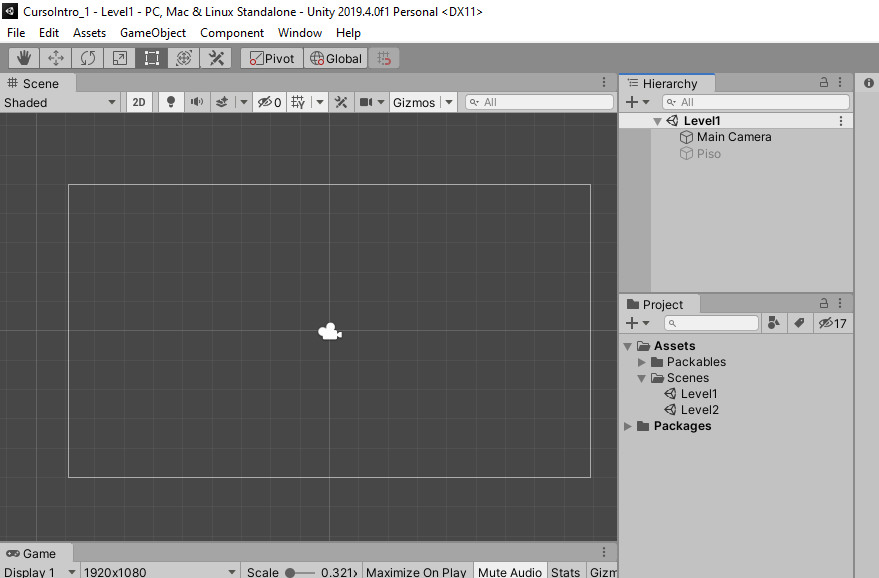 CursoIntro_1 - Level1 - PC, Mac & Linux Standalone - Unity 2019.4.0f1 Personal <DX11>
File Edit Assets GameObject Component Window Help
Pivot Global
Scene
Shaded 2D 0 Gizmos All
Hierarchy
All
Level1
Main Camera
Piso
Project
17
Assets
Packables
Scenes
Level1
Level2
Packages
Game
Display 1 1920x1080 Scale 0.321 Maximize On Play Mute Audio Stats Gizm